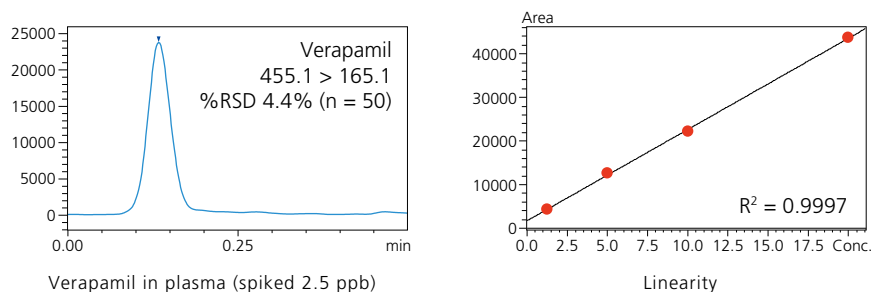 25000
20000
15000
10000
5000
0
Verapamil
455.1 > 165.1
%RSD 4.4% (n = 50)
0.00 0.25 min
Verapamil in plasma (spiked 2.5 ppb)
Area
40000
30000
20000
10000
0
R² = 0.9997
0.0 2.5 5.0 7.5 10.0 12.5 15.0 17.5 Conc.
Linearity